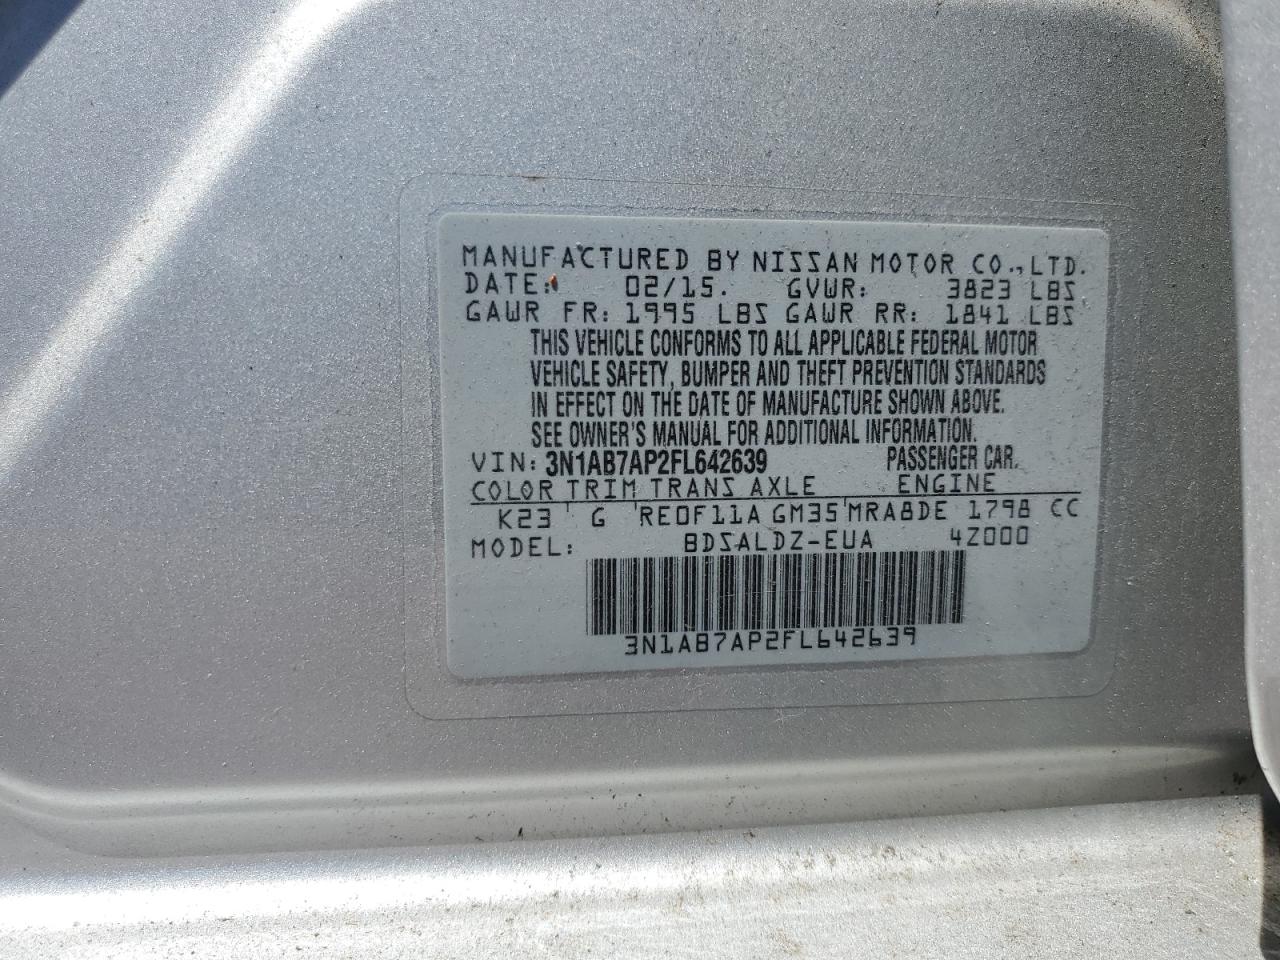 MANUFACTURED BY NISSAN MOTOR CO., LTD.
DATE: 02/15. GVWR: 3823 LBS
GAWR FR: 1995 LBS GAWR RR: 1841 LBS
THIS VEHICLE CONFORMS TO ALL APPLICABLE FEDERAL MOTOR
VEHICLE SAFETY, BUMPER AND THEFT PREVENTION STANDARDS
IN EFFECT ON THE DATE OF MANUFACTURE SHOWN ABOVE.
SEE OWNER'S MANUAL FOR ADDITIONAL INFORMATION.
VIN: 3N1AB7AP2FL642639 PASSENGER CAR.
COLOR TRIM TRANS AXLE ENGINE
K23 G RE0F11A GM35 MRA8DE 1798 CC
MODEL: BDSALDZ-EUA 4Z000
3N1AB7AP2FL642639